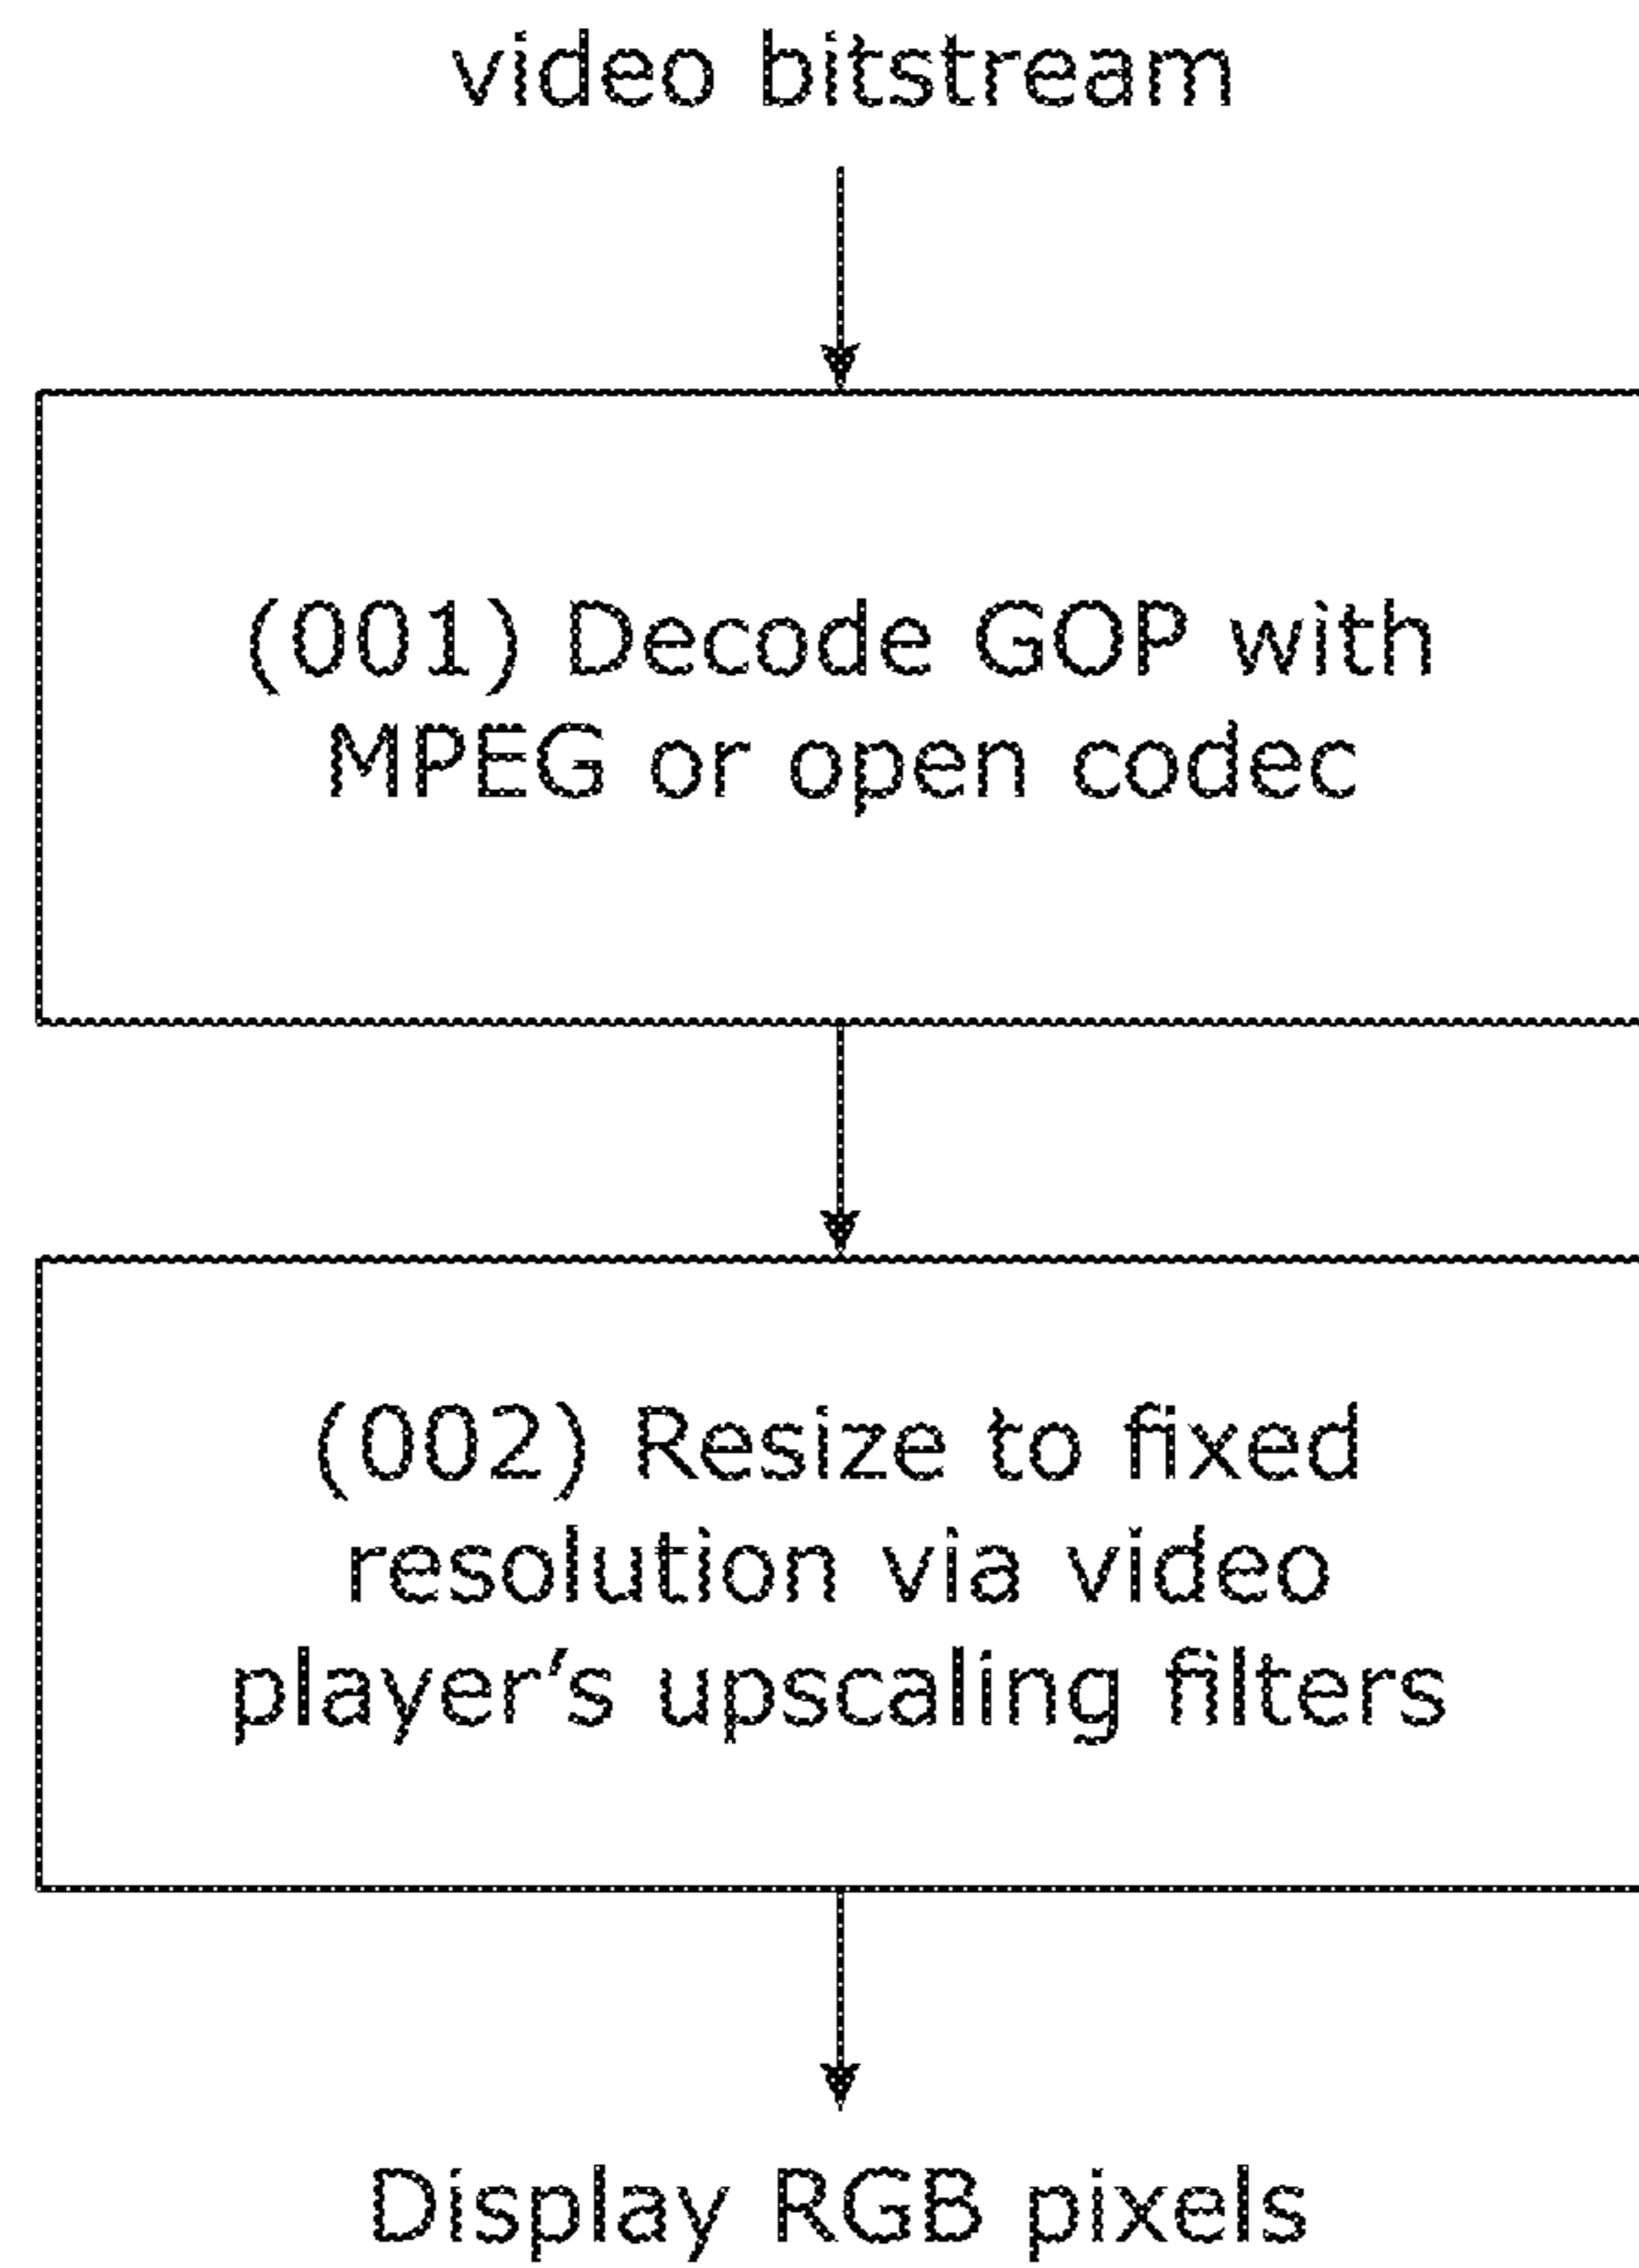 video bitstream
(001) Decode GOP with
MPEG or open codec
(002) Resize to fixed
resolution via video
player’s upscaling filters
Display RGB pixels